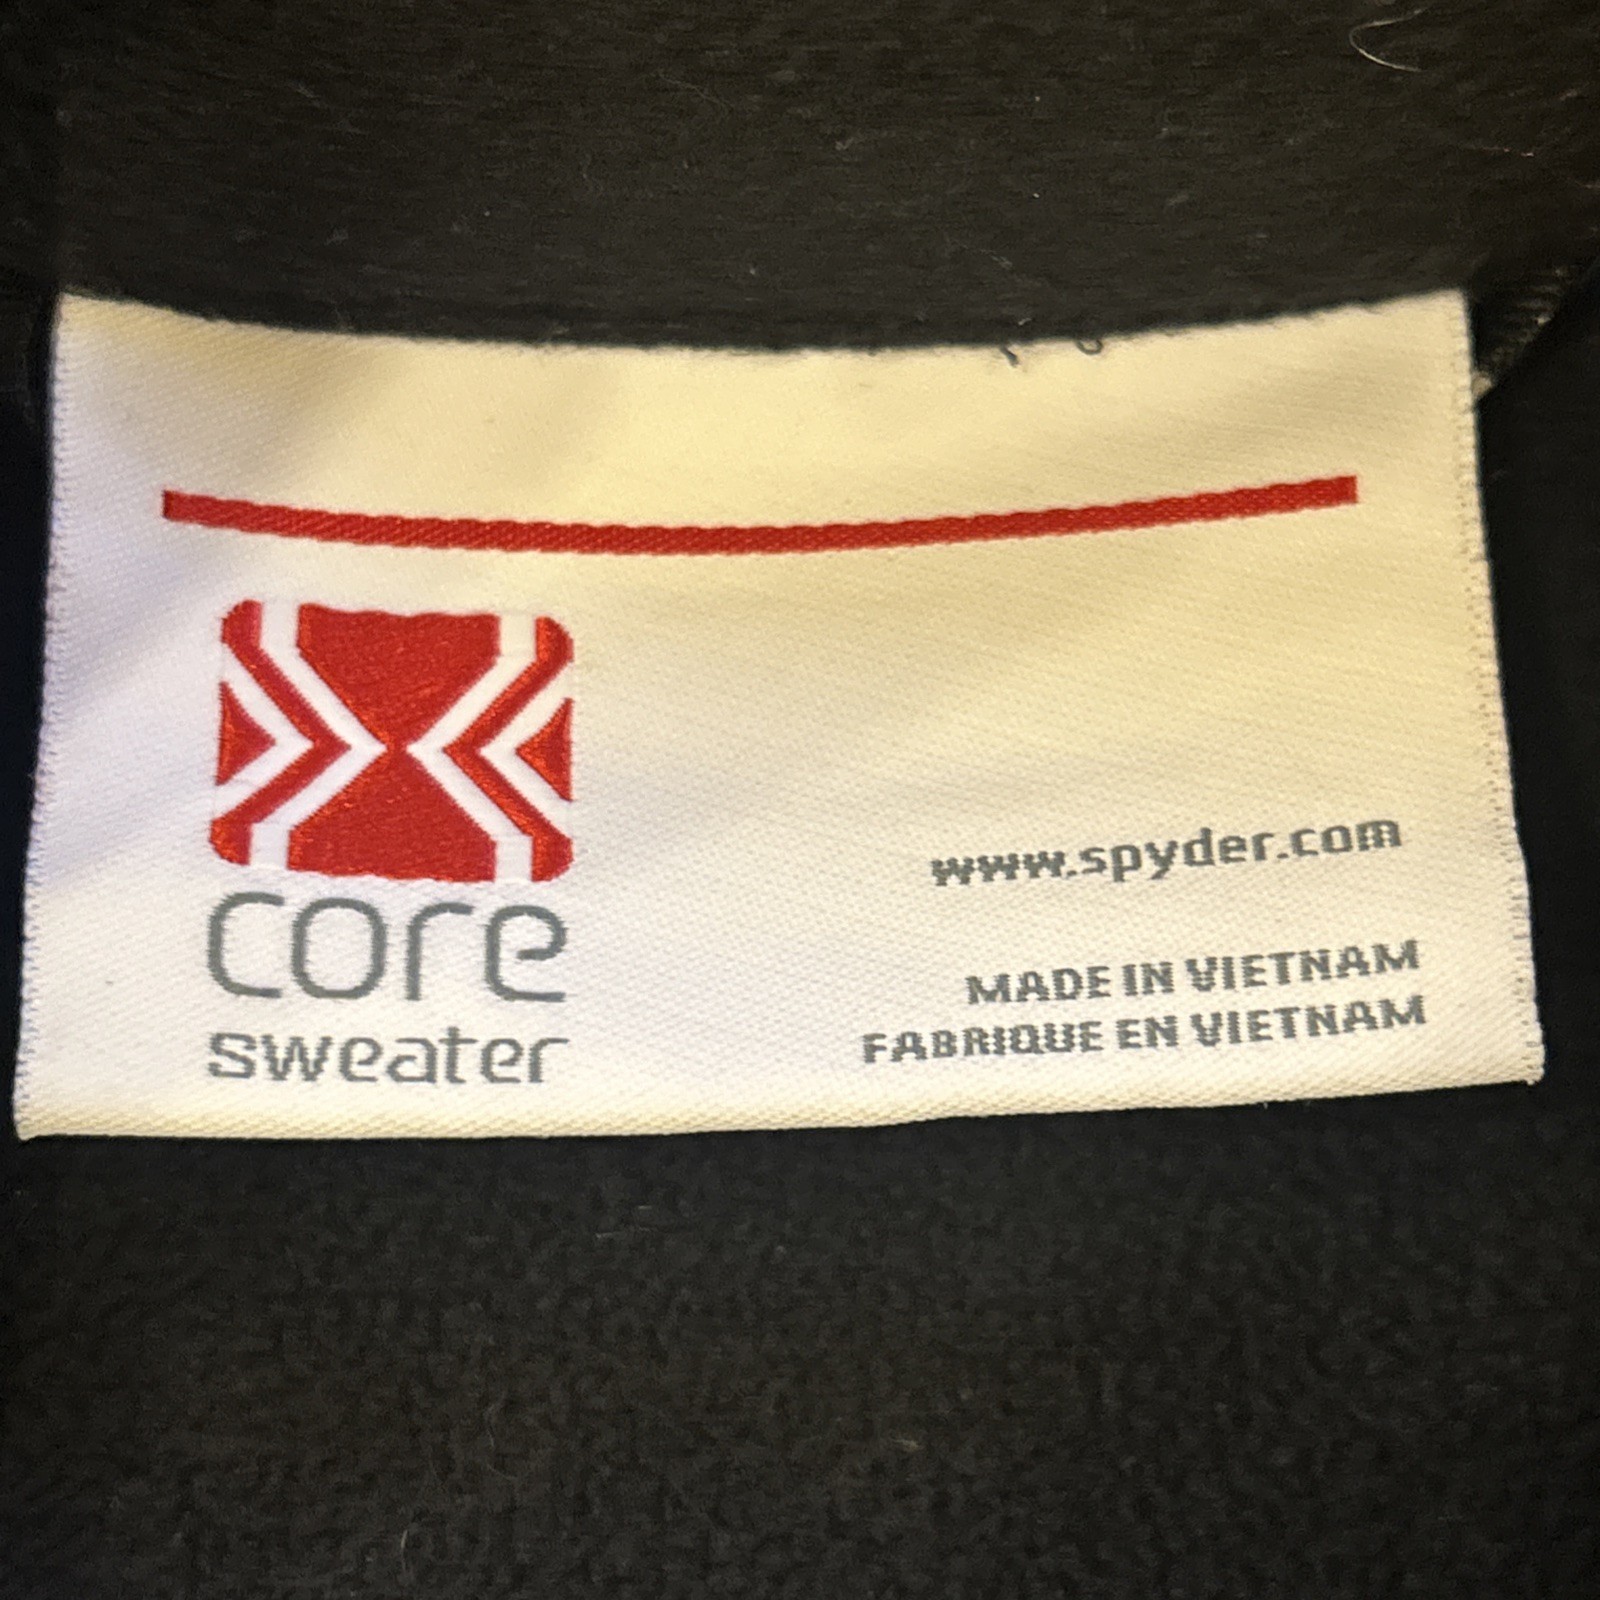 core
sweater
www.spyder.com
MADE IN VIETNAM
FABRIQUE EN VIETNAM